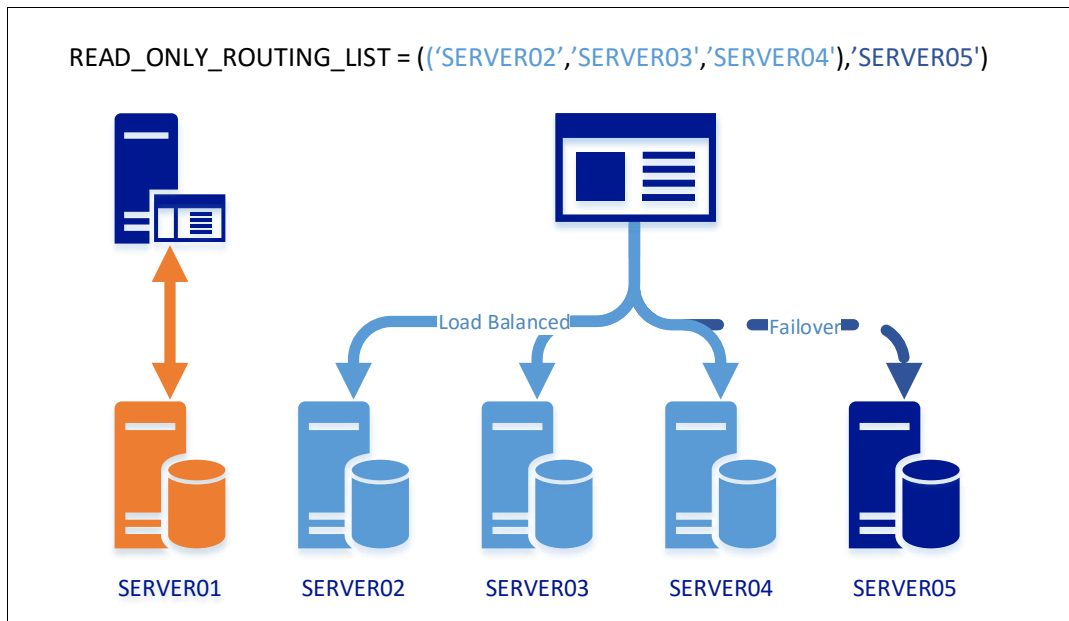 READ_ONLY_ROUTING_LIST = ((‘SERVER02’,’SERVER03',’SERVER04'),’SERVER05')
Load Balanced
Failover
SERVER01
SERVER02
SERVER03
SERVER04
SERVER05